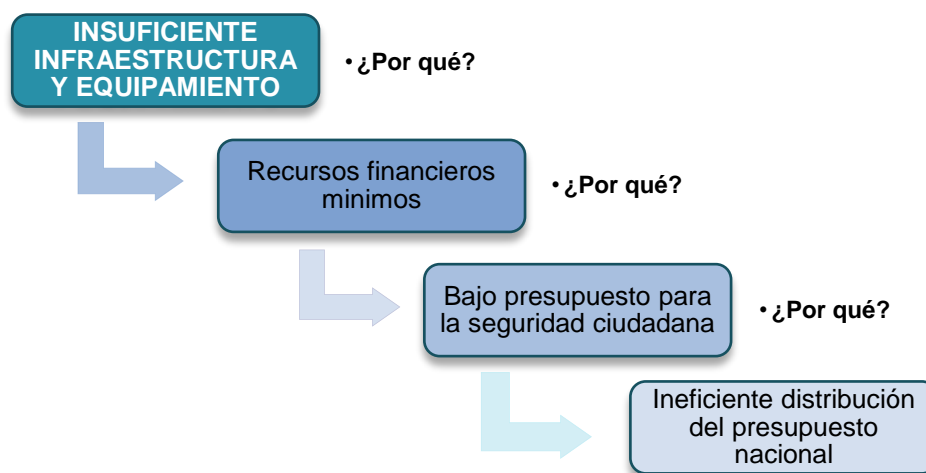 INSUFICIENTE
INFRAESTRUCTURA
Y EQUIPAMIENTO
• ¿Por qué?
Recursos financieros
minimos
• ¿Por qué?
Bajo presupuesto para
la seguridad ciudadana
• ¿Por qué?
Ineficiente distribución
del presupuesto
nacional